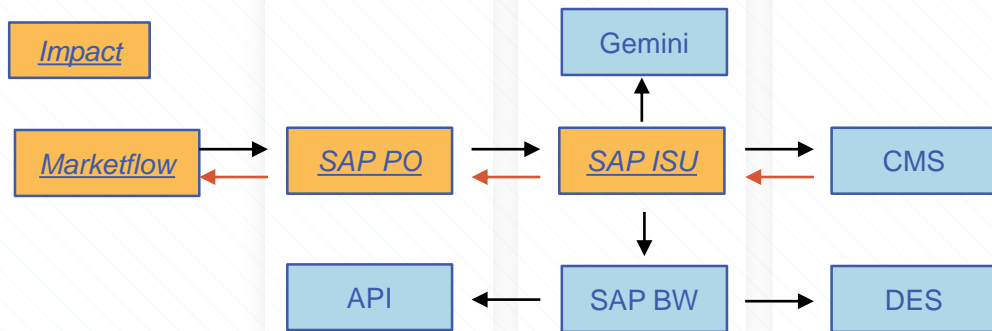 Impact
Gemini
Marketflow
SAP PO
SAP ISU
CMS
API
SAP BW
DES